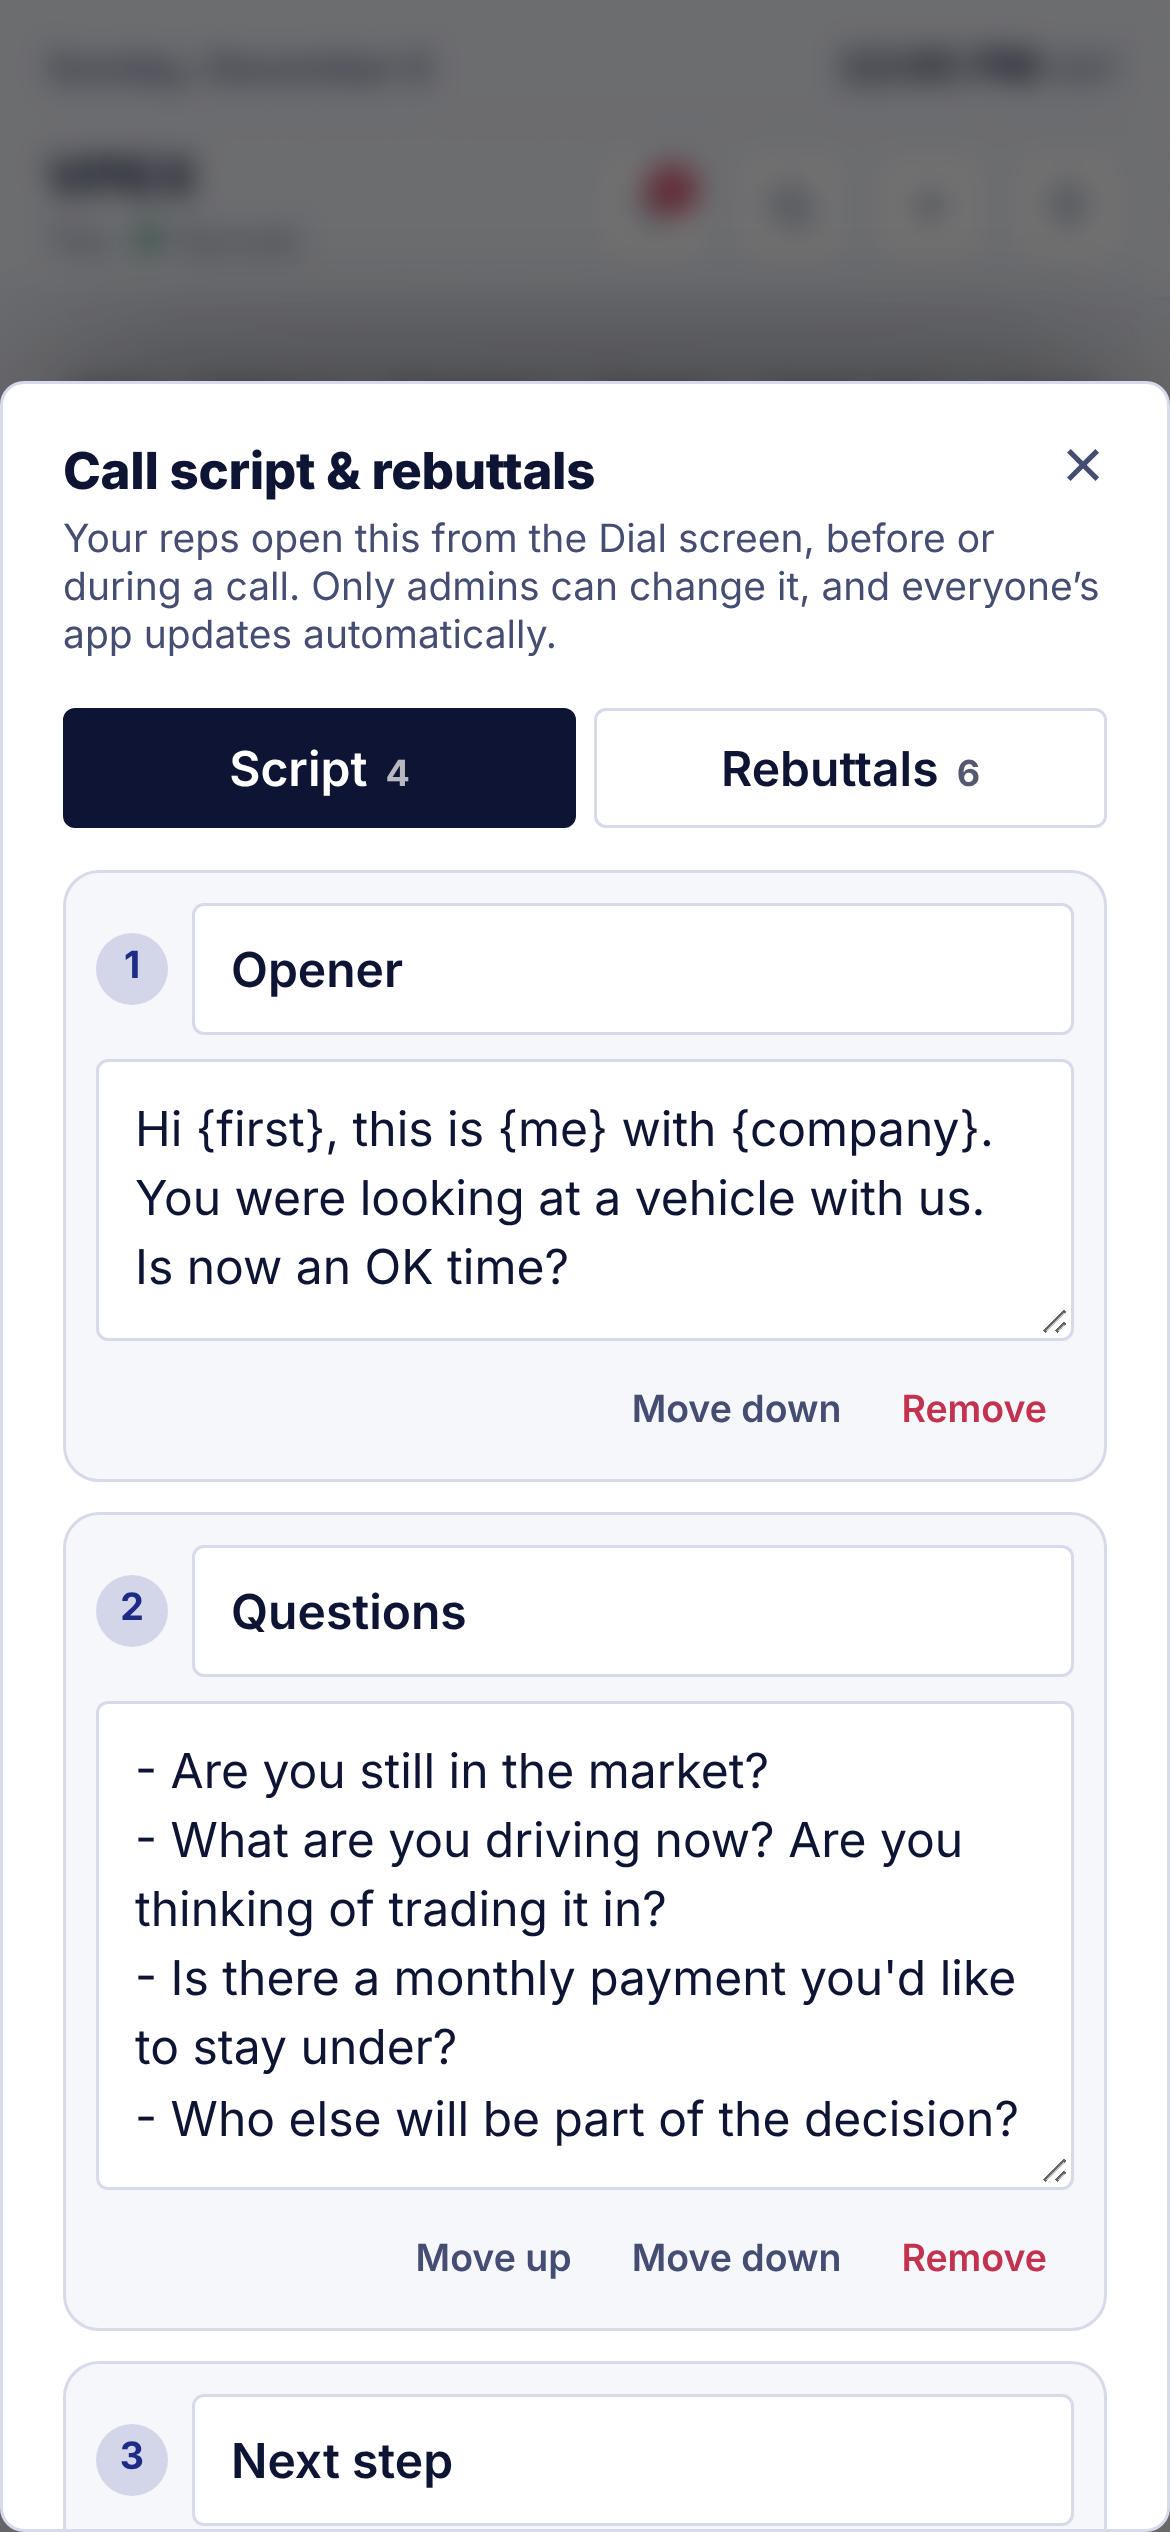 Call script & rebuttals
Your reps open this from the Dial screen, before or
during a call. Only admins can change it, and everyone’s
app updates automatically.
Script 4
Rebuttals 6
1
Opener
Hi {first}, this is {me} with {company}.
You were looking at a vehicle with us.
Is now an OK time?
Move down Remove
2
Questions
- Are you still in the market?
- What are you driving now? Are you
thinking of trading it in?
- Is there a monthly payment you'd like
to stay under?
- Who else will be part of the decision?
Move up Move down Remove
3
Next step